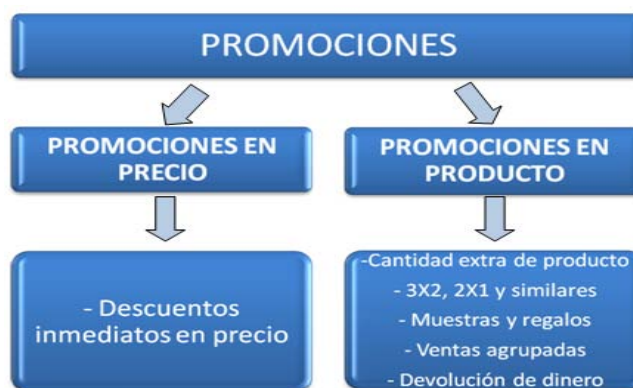 PROMOCIONES
PROMOCIONES EN
PRECIO
PROMOCIONES EN
PRODUCTO
- Descuentos
inmediatos en precio
-Cantidad extra de producto
- 3X2, 2X1 y similares
- Muestras y regalos
- Ventas agrupadas
- Devolución de dinero